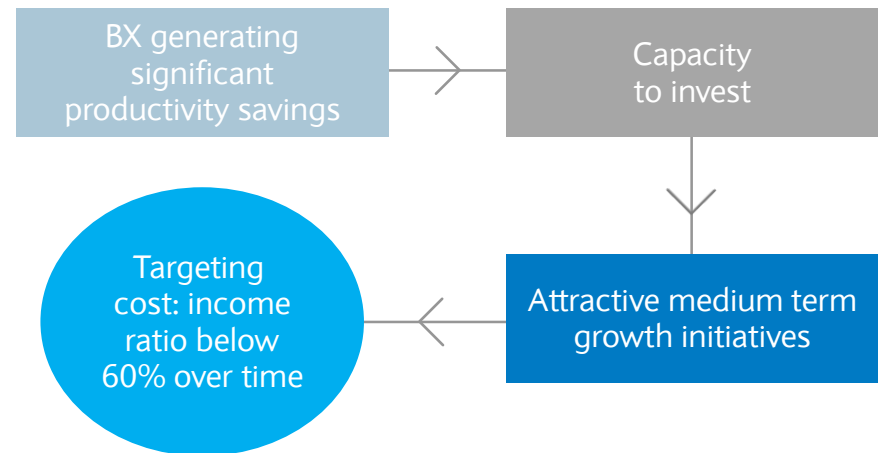 BX generating
significant
productivity savings
Capacity
to invest
Attractive medium term
growth initiatives
Targeting
cost: income
ratio below
60% over time